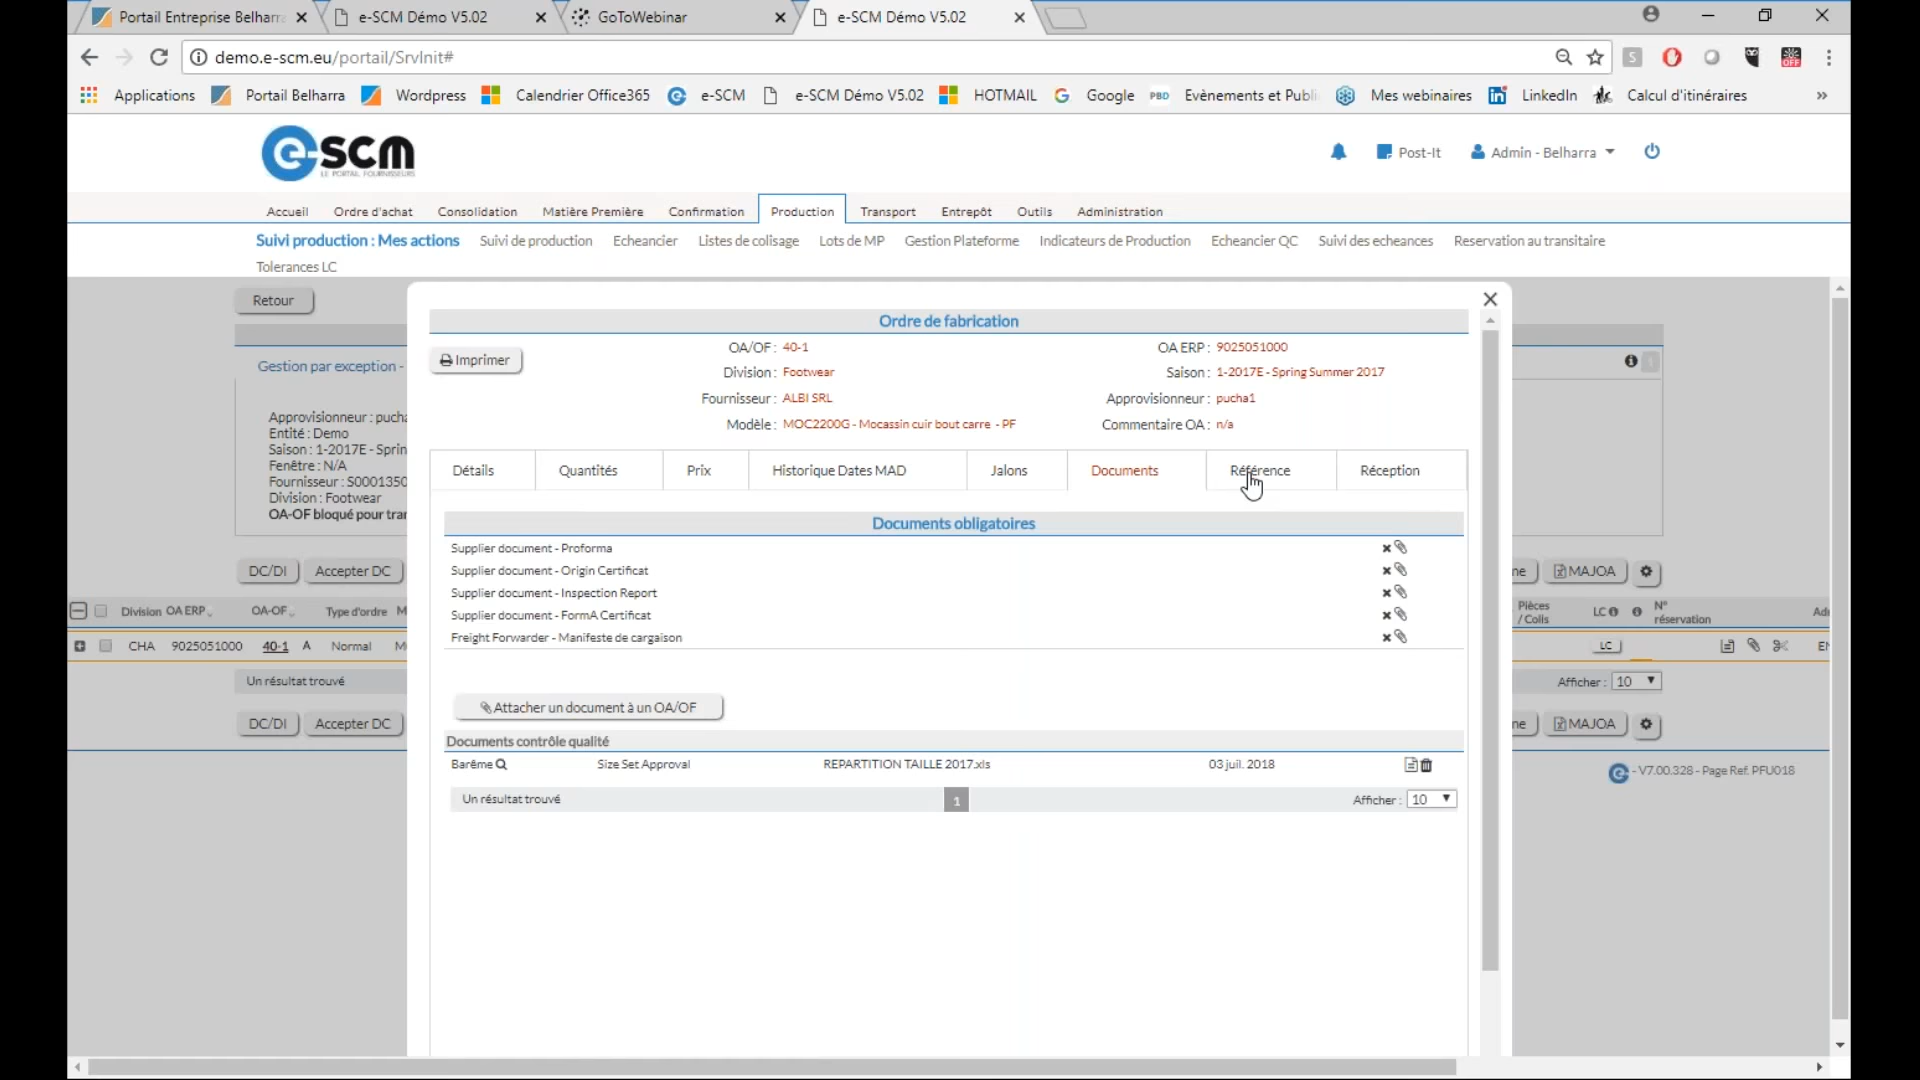 Portail Entreprise Belharra
e-SCM Démo V5.02
GoToWebinar
e-SCM Démo V5.02
demo.e-scm.eu/portail/SrvInit#
Applications
Portail Belharra
Wordpress
Calendrier Office365
e-SCM
e-SCM Démo V5.02
HOTMAIL
Google
PBD Evènements et Publi
Mes webinaires
LinkedIn
Calcul d'itinéraires
»
e-scm
LE PORTAIL FOURNISSEURS
Post-It
Admin - Belharra
Accueil
Ordre d'achat
Consolidation
Matière Première
Confirmation
Production
Transport
Entrepôt
Outils
Administration
Suivi production : Mes actions
Suivi de production
Echeancier
Listes de colisage
Lots de MP
Gestion Plateforme
Indicateurs de Production
Echeancier QC
Suivi des echeances
Reservation au transitaire
Tolerances LC
Retour
Gestion par exception -
Approvisionneur : pucha
Entité : Demo
Saison : 1-2017E - Sprin
Fenêtre : N/A
Fournisseur : S0001350
Division : Footwear
OA-OF bloqué pour tran
DC/DI
Accepter DC
Division OA ERP
OA-OF
Type d'ordre M
CHA 9025051000 40-1 A Normal
Un résultat trouvé
DC/DI
Accepter DC
Ordre de fabrication
Imprimer
OA/OF : 40-1
OA ERP : 9025051000
Division : Footwear
Saison : 1-2017E - Spring Summer 2017
Fournisseur : ALBI SRL
Approvisionneur : pucha1
Modèle : MOC2200G - Mocassin cuir bout carre - PF
Commentaire OA : n/a
Détails
Quantités
Prix
Historique Dates MAD
Jalons
Documents
Référence
Réception
Documents obligatoires
Supplier document - Proforma
Supplier document - Origin Certificat
Supplier document - Inspection Report
Supplier document - FormA Certificat
Freight Forwarder - Manifeste de cargaison
Attacher un document à un OA/OF
Documents contrôle qualité
Barême
Size Set Approval
REPARTITION TAILLE 2017.xls
03 juil. 2018
Un résultat trouvé
1
Afficher : 10
ne
MAJOA
Pièces
/ Colis
LC
N°
réservation
Adr
LC
EN
Afficher : 10
ne
MAJOA
- V7.00.328 - Page Ref. PFU018